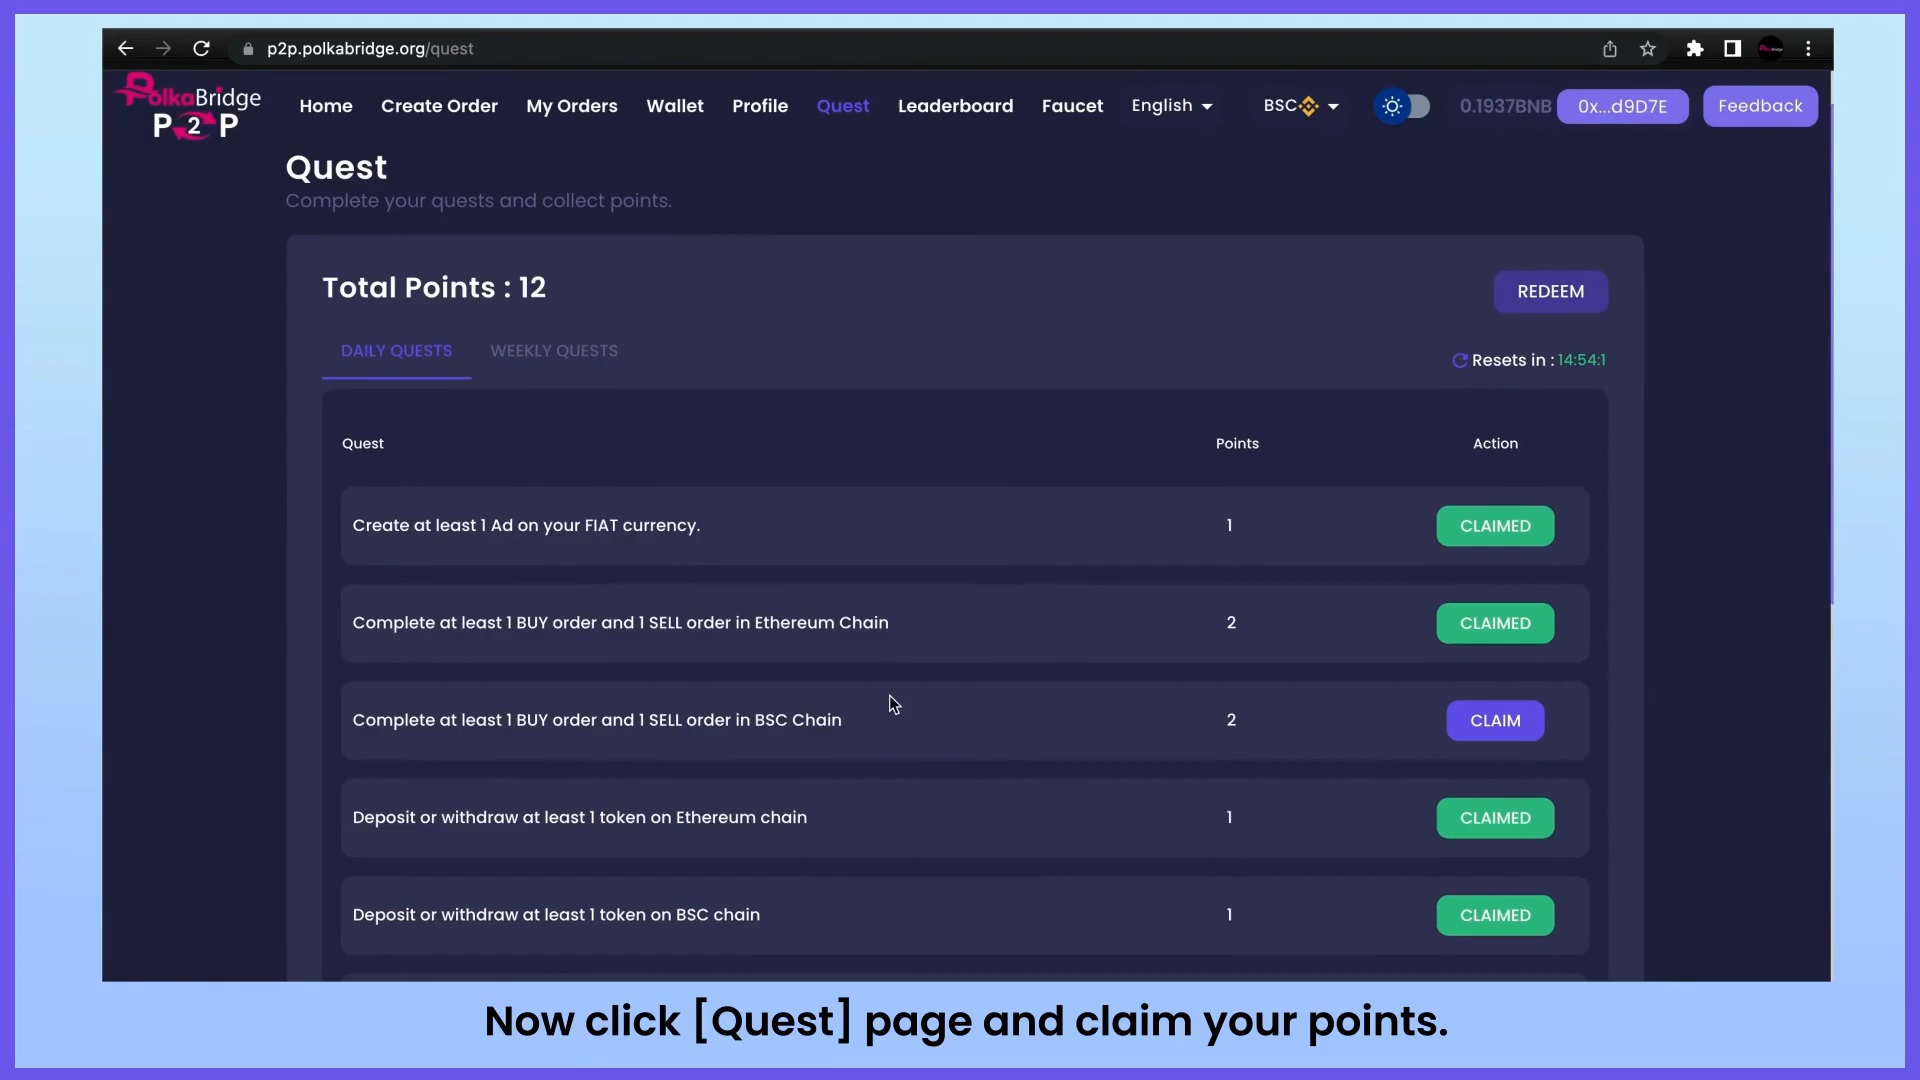 p2p.polkabridge.org/quest
PolkaBridge
P2P
Home
Create Order
My Orders
Wallet
Profile
Quest
Leaderboard
Faucet
English
BSC
0.1937BNB
0x...d9D7E
Feedback
Quest
Complete your quests and collect points.
Total Points : 12
REDEEM
DAILY QUESTS
WEEKLY QUESTS
Resets in : 14:54:1
Quest
Points
Action
Create at least 1 Ad on your FIAT currency.
1
CLAIMED
Complete at least 1 BUY order and 1 SELL order in Ethereum Chain
2
CLAIMED
Complete at least 1 BUY order and 1 SELL order in BSC Chain
2
CLAIM
Deposit or withdraw at least 1 token on Ethereum chain
1
CLAIMED
Deposit or withdraw at least 1 token on BSC chain
1
CLAIMED
Now click [Quest] page and claim your points.